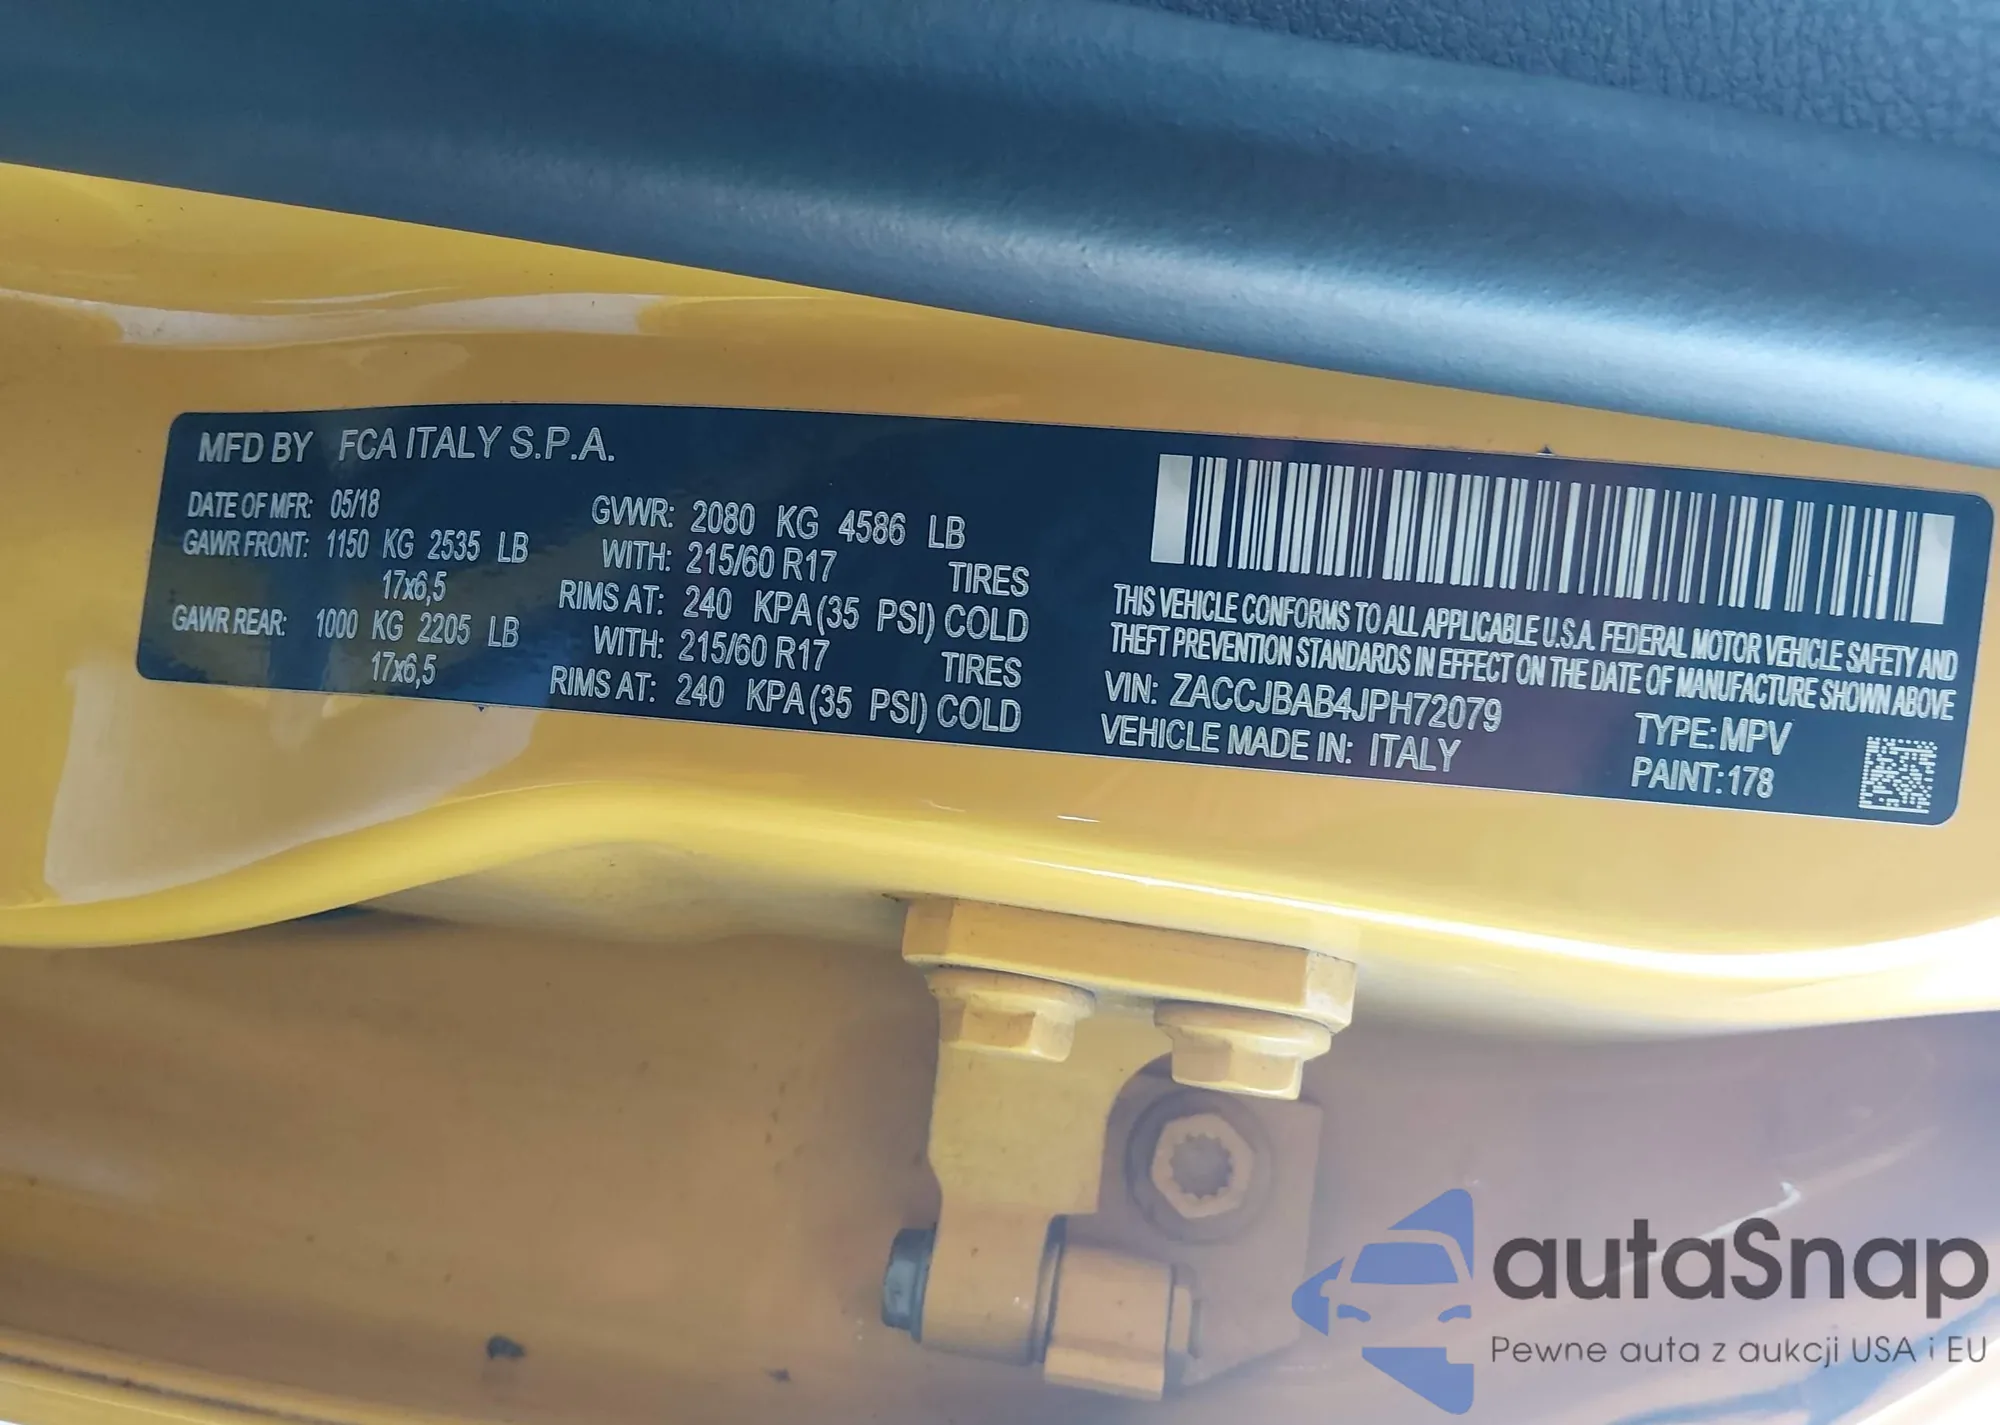 MFD BY FCA ITALY S.P.A.
DATE OF MFR: 05/18
GAWR FRONT: 1150 KG 2535 LB
17x6,5
GAWR REAR: 1000 KG 2205 LB
17x6,5
GVWR: 2080 KG 4586 LB
WITH: 215/60 R17 TIRES
RIMS AT: 240 KPA (35 PSI) COLD
WITH: 215/60 R17 TIRES
RIMS AT: 240 KPA (35 PSI) COLD
THIS VEHICLE CONFORMS TO ALL APPLICABLE U.S.A. FEDERAL MOTOR VEHICLE SAFETY AND
THEFT PREVENTION STANDARDS IN EFFECT ON THE DATE OF MANUFACTURE SHOWN ABOVE
VIN: ZACCJBAB4JPH72079
TYPE: MPV
VEHICLE MADE IN: ITALY
PAINT: 178
autaSnap
Pewne auta z aukcji USA i EU